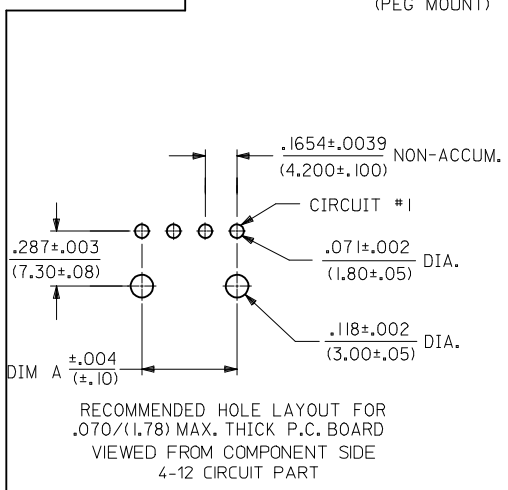 (PEG MOUNT)
.1654±.0039
(4.200±.100) NON-ACCUM.
CIRCUIT #1
.287±.003
(7.30±.08)
.071±.002
(1.80±.05) DIA.
.118±.002
(3.00±.05) DIA.
DIM A ±.004
(±.10)
RECOMMENDED HOLE LAYOUT FOR
.070/(1.78) MAX. THICK P.C. BOARD
VIEWED FROM COMPONENT SIDE
4-12 CIRCUIT PART